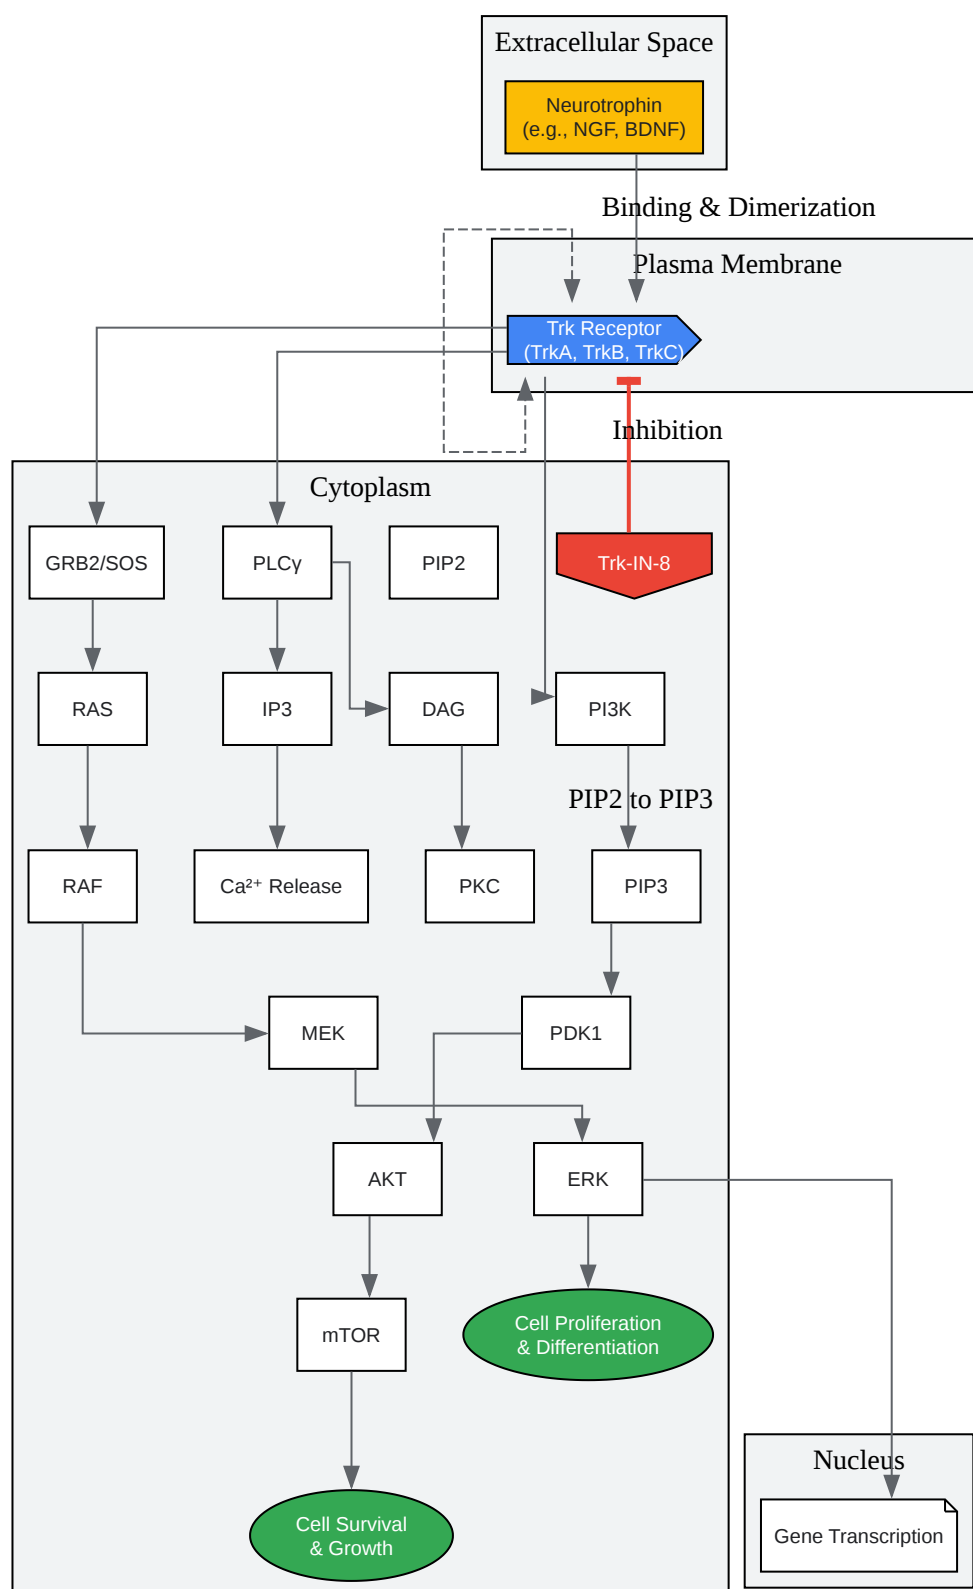 Extracellular Space
Neurotrophin
(e.g., NGF, BDNF)
Binding & Dimerization
Plasma Membrane
Trk Receptor
(TrkA, TrkB, TrkC)
Inhibition
Cytoplasm
GRB2/SOS
PLCγ
PIP2
Trk-IN-8
RAS
IP3
DAG
PI3K
PIP2 to PIP3
RAF
Ca²⁺ Release
PKC
PIP3
MEK
PDK1
AKT
ERK
mTOR
Cell Proliferation
& Differentiation
Nucleus
Cell Survival
& Growth
Gene Transcription